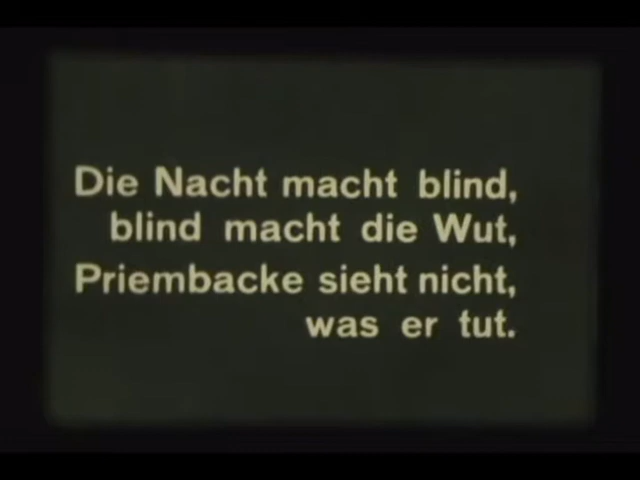 Die Nacht macht blind,
blind macht die Wut,
Priembacke sieht nicht,
was er tut.